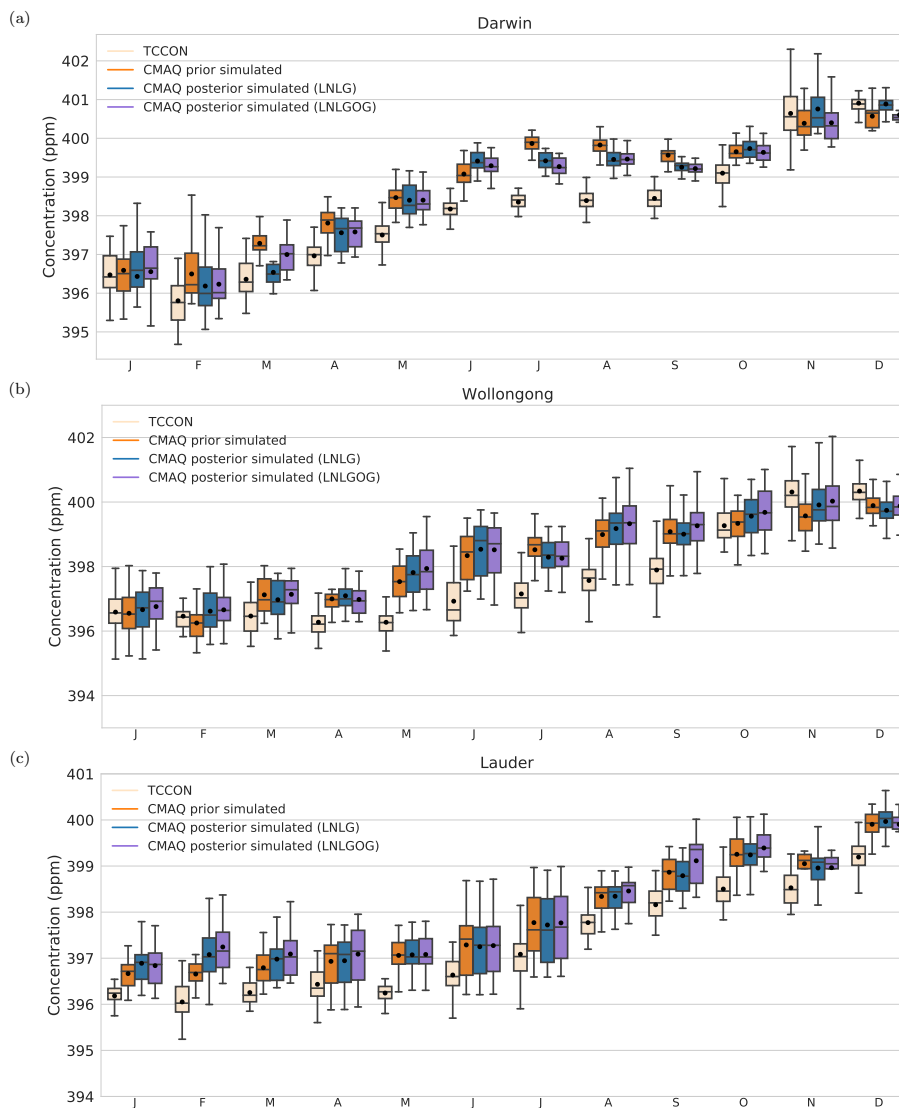 (a)
Darwin
TCCON
CMAQ prior simulated
CMAQ posterior simulated (LNLG)
CMAQ posterior simulated (LNLGOG)
Concentration (ppm)
402
401
400
399
398
397
396
395
J F M A M J J A S O N D
(b)
Wollongong
TCCON
CMAQ prior simulated
CMAQ posterior simulated (LNLG)
CMAQ posterior simulated (LNLGOG)
Concentration (ppm)
402
400
398
396
394
J F M A M J J A S O N D
(c)
Lauder
TCCON
CMAQ prior simulated
CMAQ posterior simulated (LNLG)
CMAQ posterior simulated (LNLGOG)
Concentration (ppm)
401
400
399
398
397
396
395
394
J F M A M J J A S O N D